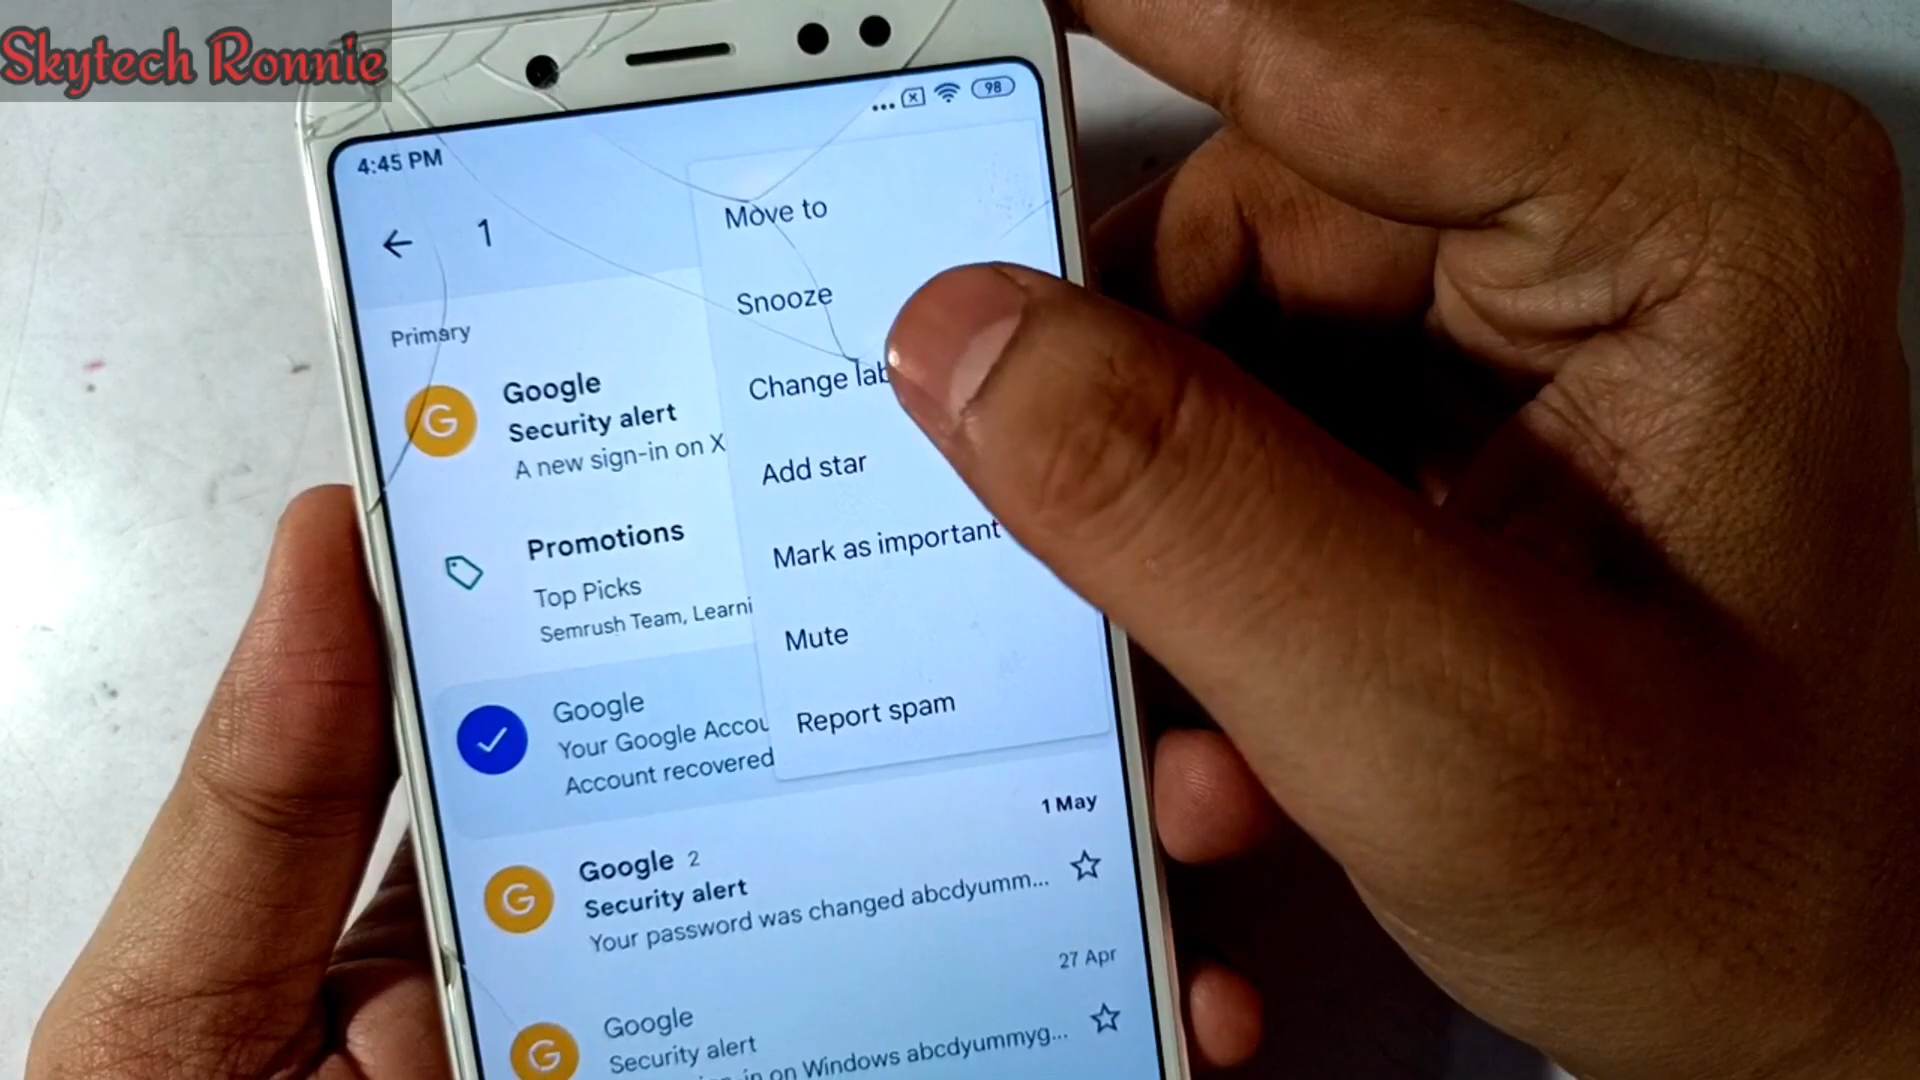 Skytech Ronnie
98
4:45 PM
1
Move to
Snooze
Change lab
Add star
Mark as important
Mute
Report spam
Primary
Google
Security alert
A new sign-in on X
Promotions
Top Picks
Semrush Team, Learni
Google
Your Google Accou
Account recovered
1 May
Google 2
Security alert
Your password was changed abcdyumm...
27 Apr
Google
Security alert
on Windows abcdyummyg...